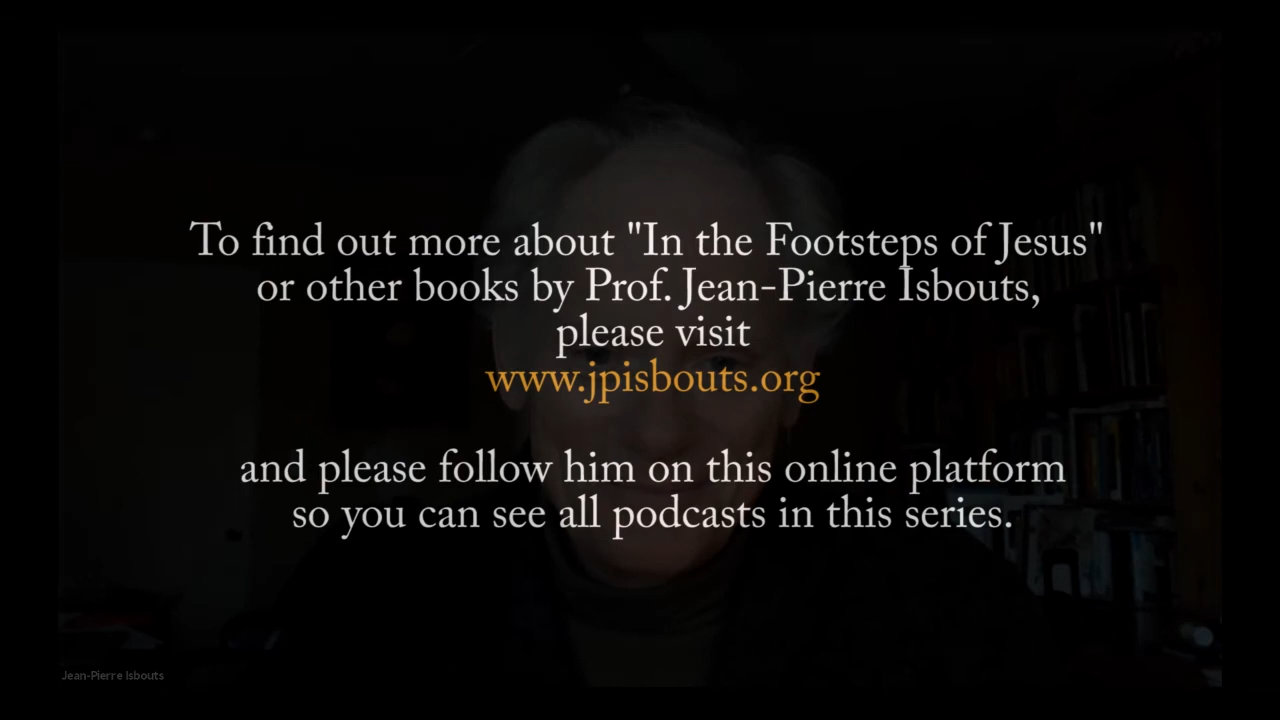 To find out more about "In the Footsteps of Jesus"
or other books by Prof. Jean-Pierre Isbouts,
please visit
www.jpisbouts.org
and please follow him on this online platform
so you can see all podcasts in this series.
Jean-Pierre Isbouts